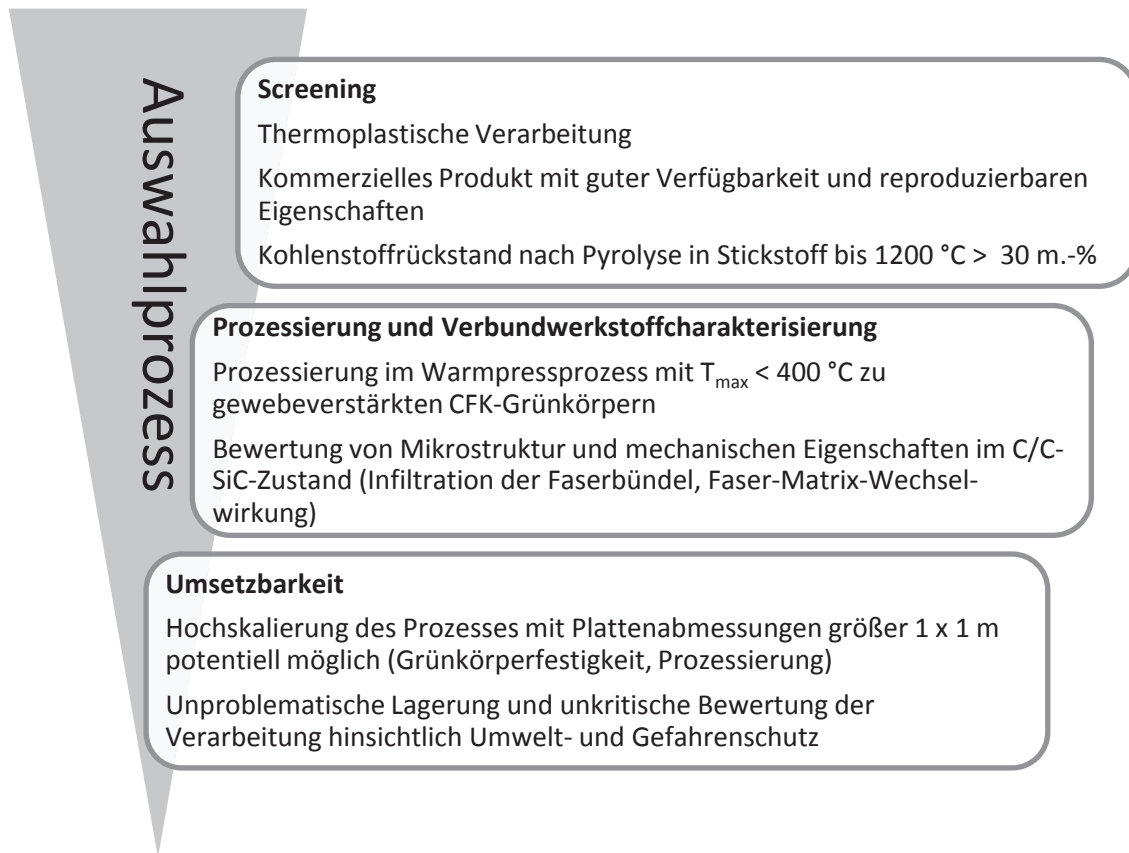 Auswahlprozess
Screening
Thermoplastische Verarbeitung
Kommerzielles Produkt mit guter Verfügbarkeit und reproduzierbaren
Eigenschaften
Kohlenstoffrückstand nach Pyrolyse in Stickstoff bis 1200 °C > 30 m.-%
Prozessierung und Verbundwerkstoffcharakterisierung
Prozessierung im Warmpressprozess mit Tmax < 400 °C zu
gewebeverstärkten CFK-Grünkörpern
Bewertung von Mikrostruktur und mechanischen Eigenschaften im C/C-
SiC-Zustand (Infiltration der Faserbündel, Faser-Matrix-Wechsel-
wirkung)
Umsetzbarkeit
Hochskalierung des Prozesses mit Plattenabmessungen größer 1 x 1 m
potentiell möglich (Grünkörperfestigkeit, Prozessierung)
Unproblematische Lagerung und unkritische Bewertung der
Verarbeitung hinsichtlich Umwelt- und Gefahrenschutz